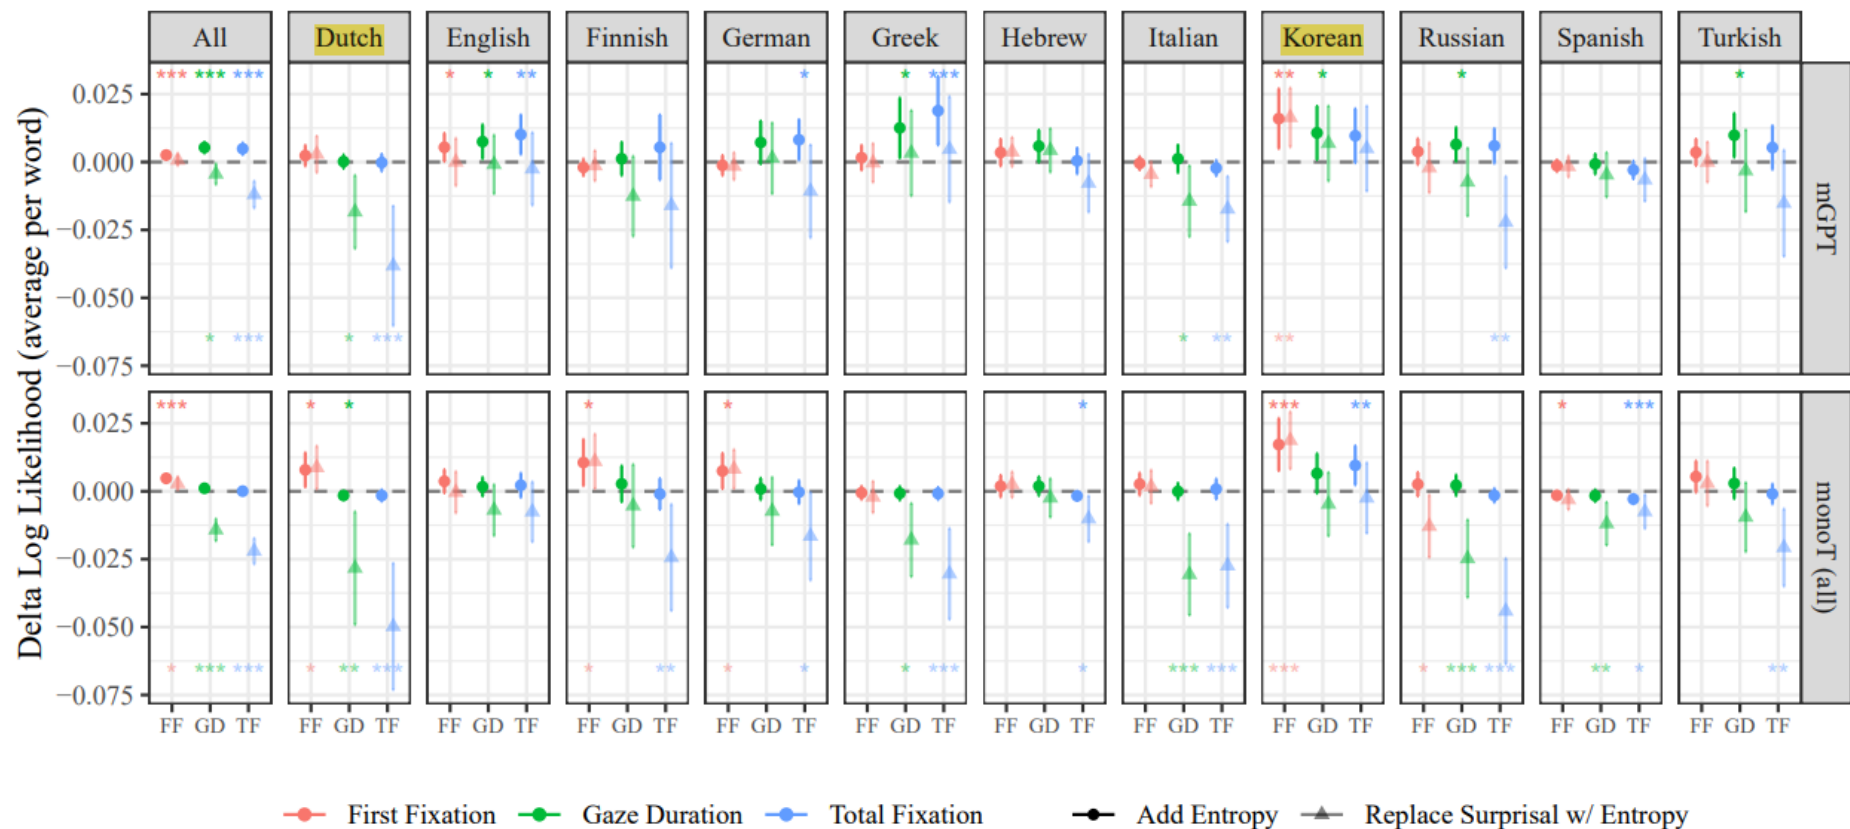 All Dutch English Finnish German Greek Hebrew Italian Korean Russian Spanish Turkish
*** *** *** * * ** * * *** ** * * *
0.025
0.000
−0.025
−0.050
* *** * *** * ** ** **
−0.075
mGPT
Delta Log Likelihood (average per word)
*** * * * * * *** ** * ***
0.025
0.000
−0.025
−0.050
* *** *** * ** *** * ** * * * *** * *** *** *** * *** *** ** * **
−0.075
monoT (all)
FF GD TF FF GD TF FF GD TF FF GD TF FF GD TF FF GD TF FF GD TF FF GD TF FF GD TF FF GD TF FF GD TF FF GD TF
First Fixation Gaze Duration Total Fixation Add Entropy Replace Surprisal w/ Entropy